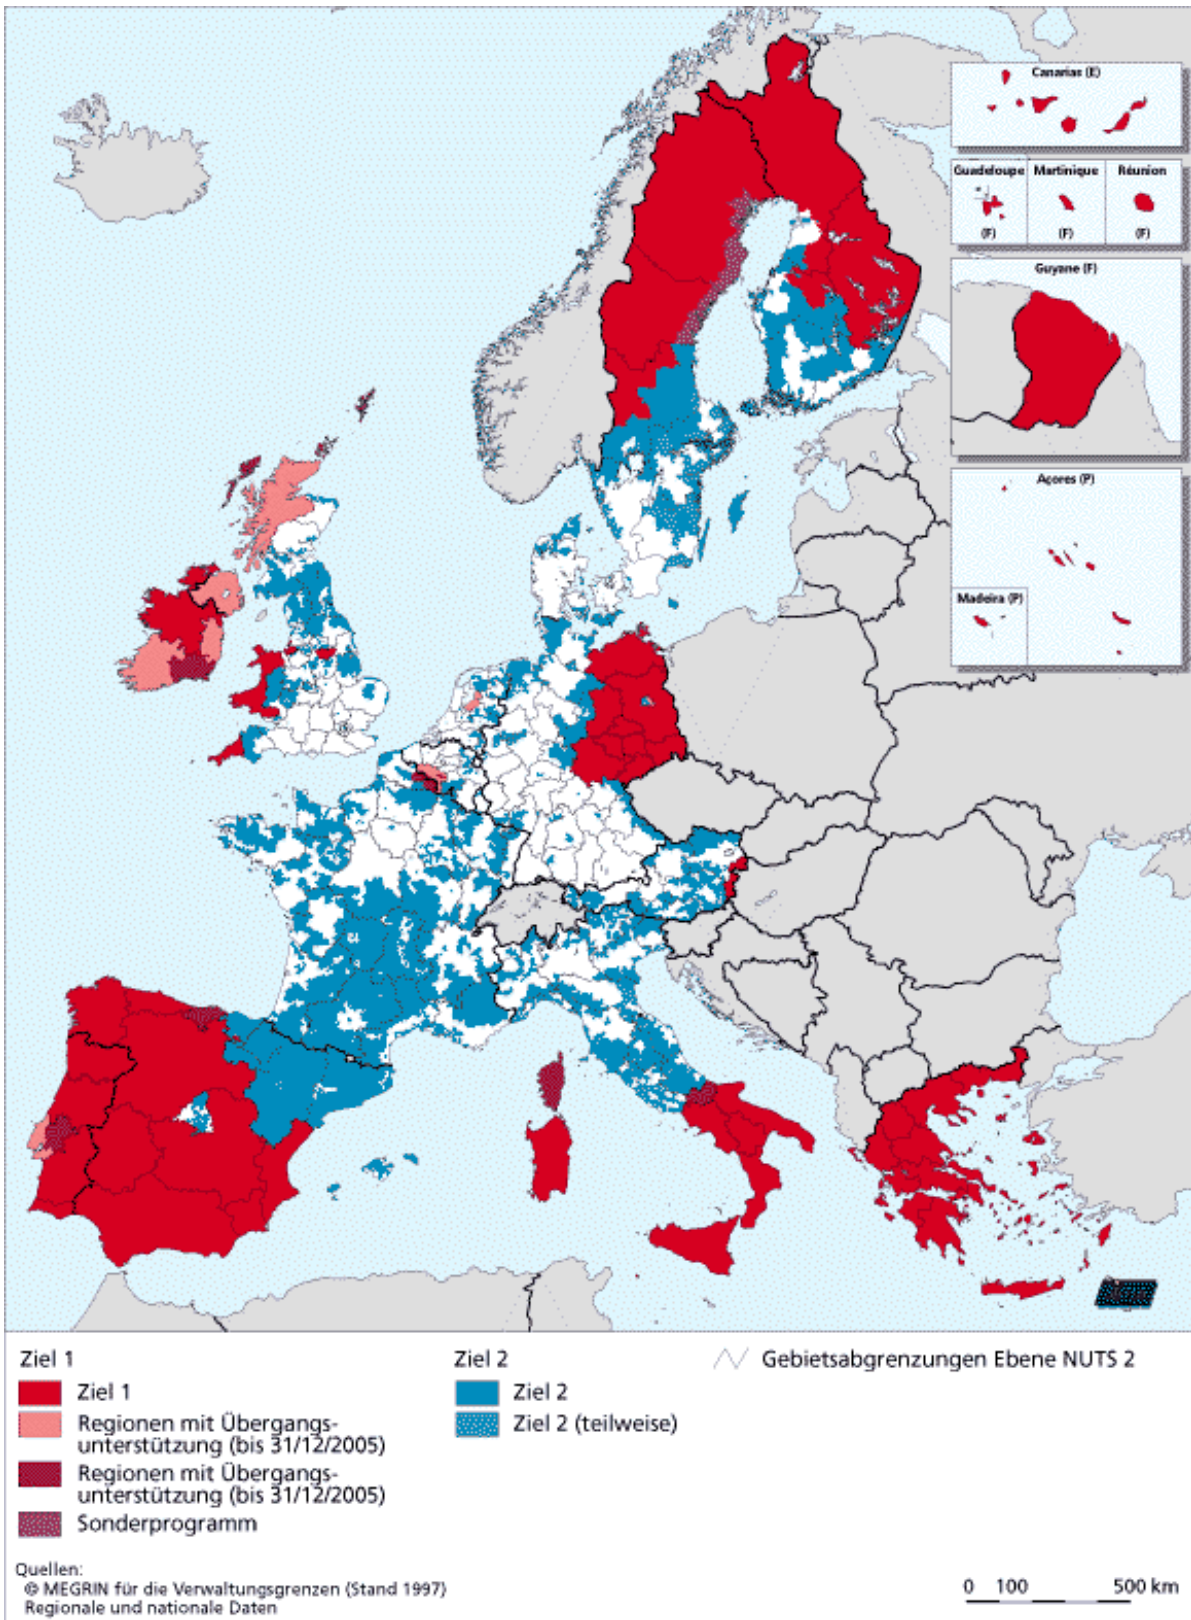 Canarias (E)
Guadeloupe
Martinique
Réunion
(F)
(F)
(F)
Guyane (F)
Açores (P)
Madeira (P)
Ziel 1
Ziel 1
Regionen mit Übergangs-
unterstützung (bis 31/12/2005)
Regionen mit Übergangs-
unterstützung (bis 31/12/2005)
Sonderprogramm
Ziel 2
Ziel 2
Ziel 2 (teilweise)
Gebietsabgrenzungen Ebene NUTS 2
Quellen:
© MEGRIN für die Verwaltungsgrenzen (Stand 1997)
Regionale und nationale Daten
0 100 500 km